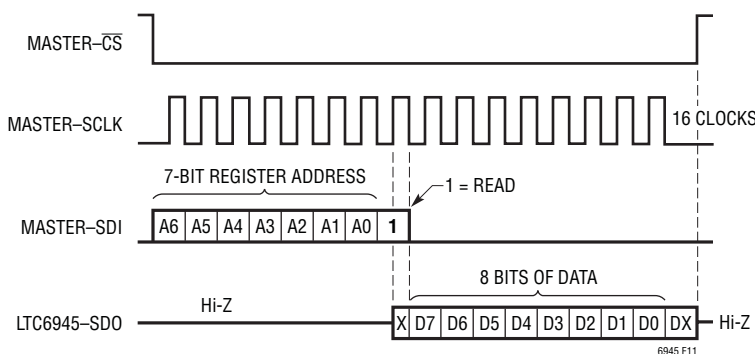 MASTER–CS̅
MASTER–SCLK
16 CLOCKS
7-BIT REGISTER ADDRESS
1 = READ
MASTER–SDI
A6 A5 A4 A3 A2 A1 A0 1
8 BITS OF DATA
Hi-Z
LTC6945–SDO
X D7 D6 D5 D4 D3 D2 D1 D0 DX
Hi-Z
6945 F11